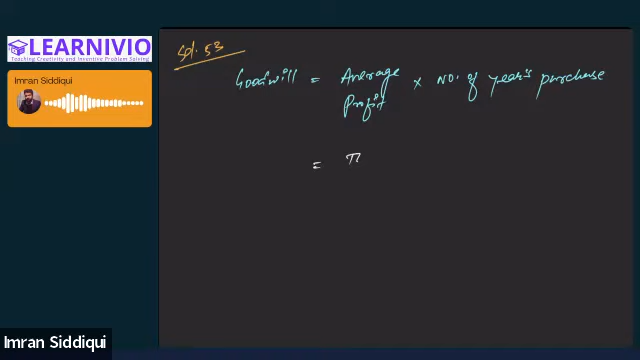 LEARNIVIO
Teaching Creativity and Inventive Problem Solving
Imran Siddiqui
Sol. 53
Goodwill = Average Profit × No. of year's purchase
=
Imran Siddiqui